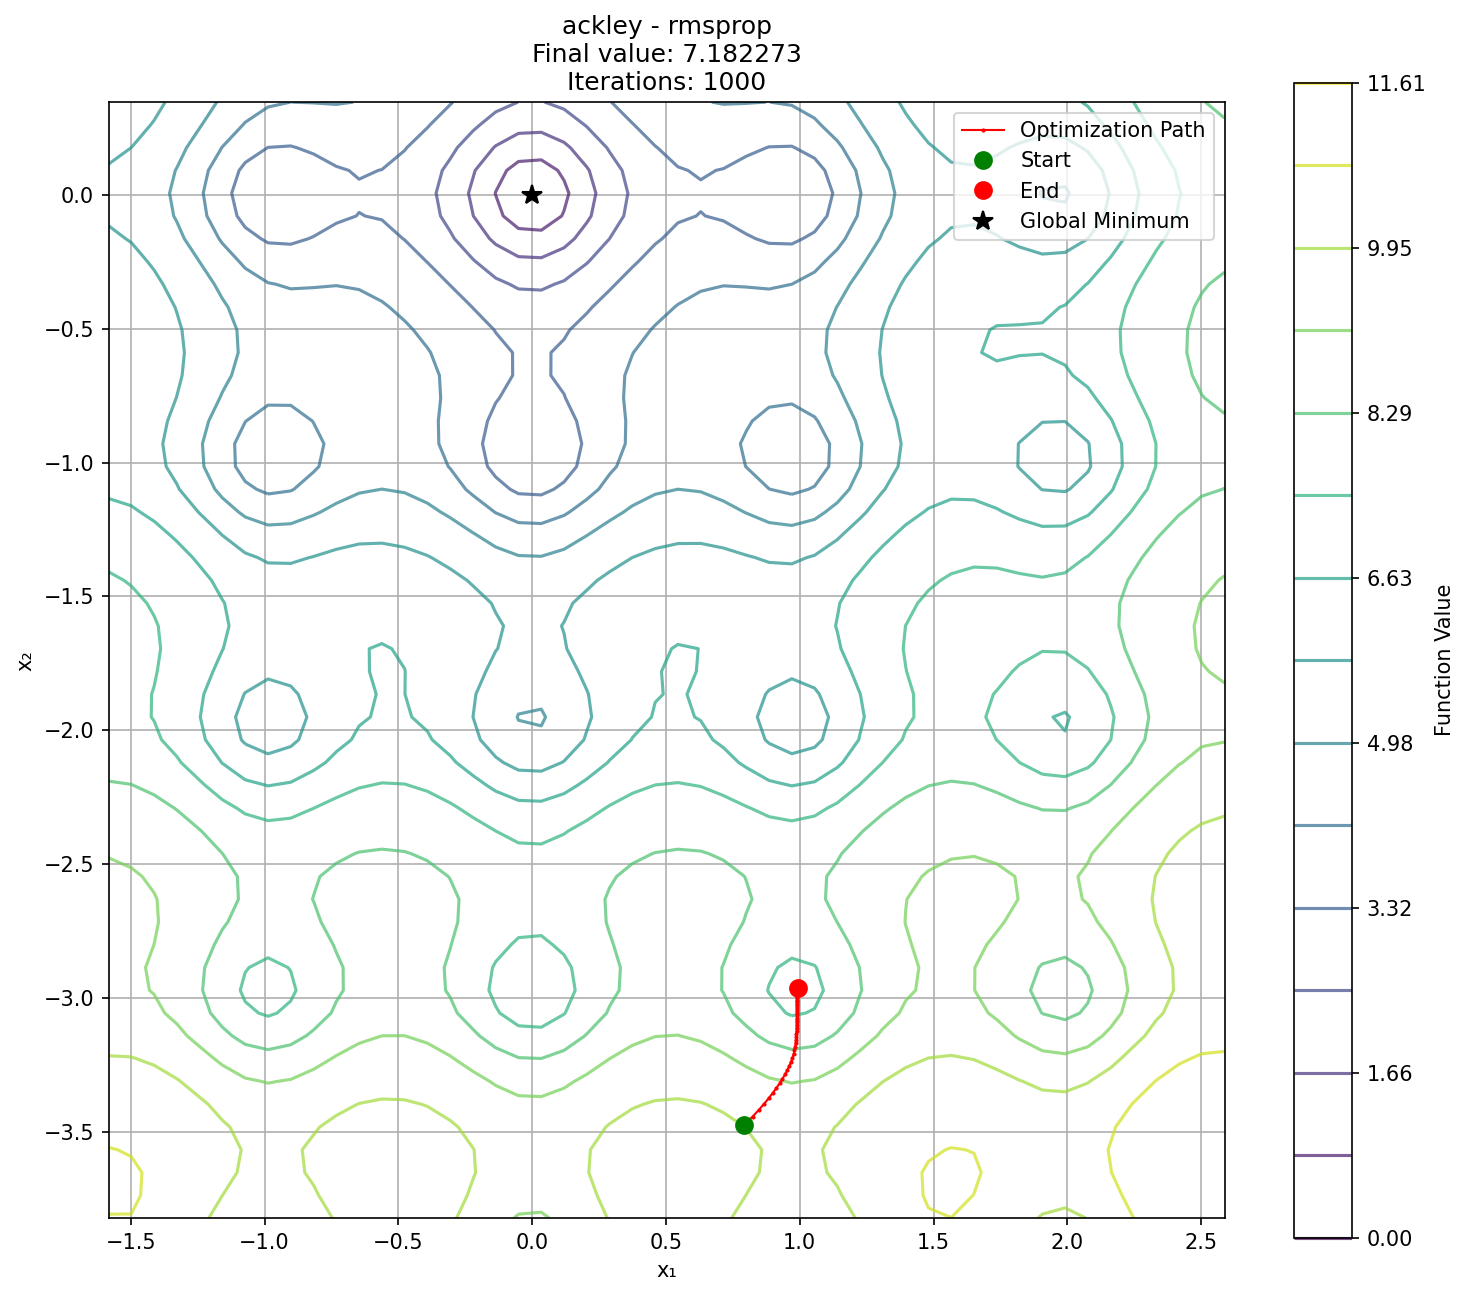 ackley - rmsprop
Final value: 7.182273
Iterations: 1000
Optimization Path
Start
End
Global Minimum
0.0
−0.5
−1.0
−1.5
−2.0
−2.5
−3.0
−3.5
x₂
−1.5
−1.0
−0.5
0.0
0.5
1.0
1.5
2.0
2.5
x₁
11.61
9.95
8.29
6.63
4.98
3.32
1.66
0.00
Function Value